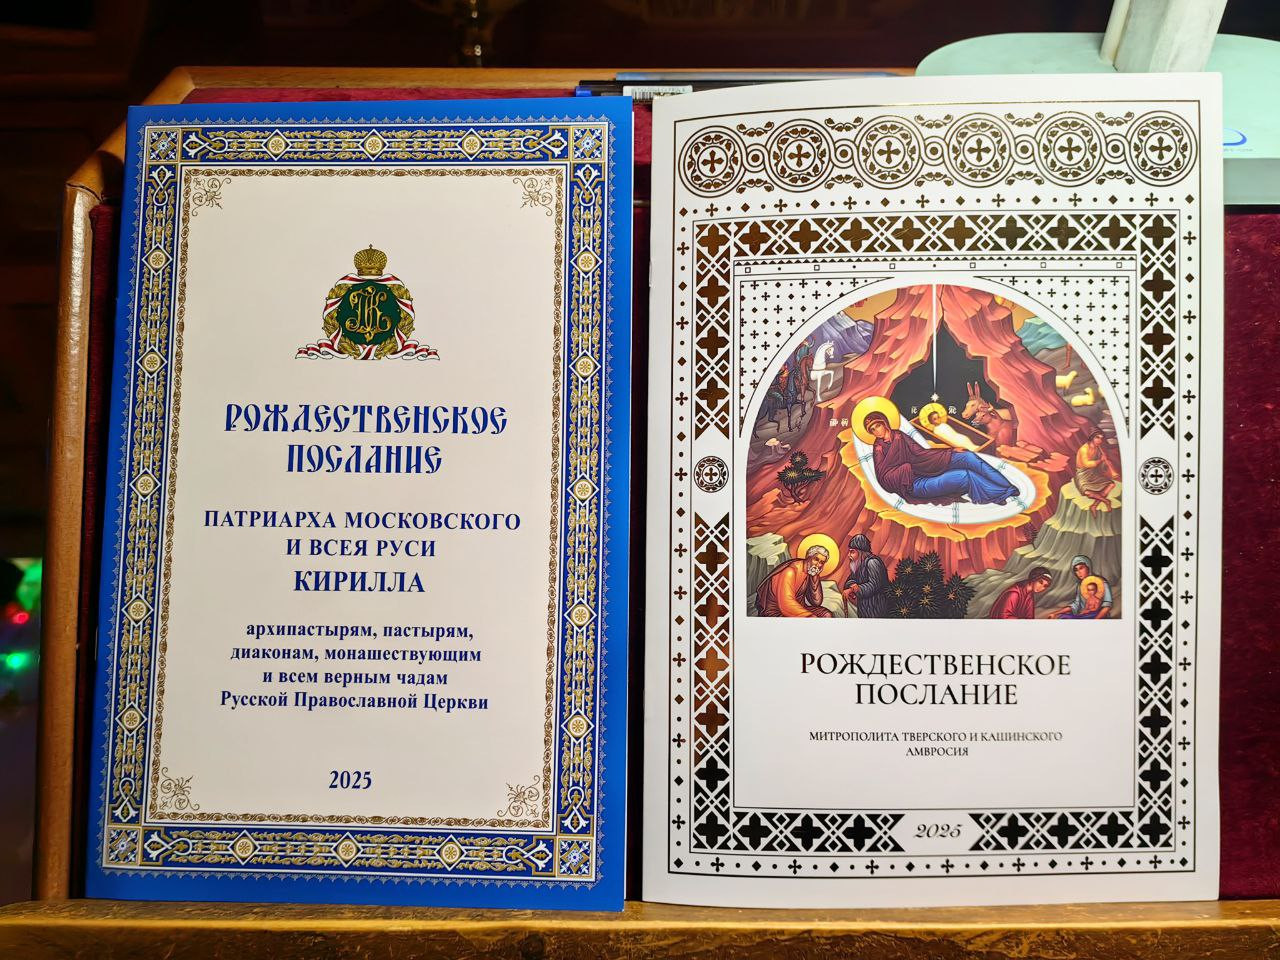 РОЖДЕСТВЕНСКОЕ
ПОСЛАНИЕ
ПАТРИАРХА МОСКОВСКОГО
И ВСЕЯ РУСИ
КИРИЛЛА
архипастырям, пастырям,
диаконам, монашествующим
и всем верным чадам
Русской Православной Церкви
2025
РОЖДЕСТВЕНСКОЕ
ПОСЛАНИЕ
МИТРОПОЛИТА ТВЕРСКОГО И КАШИНСКОГО
АМВРОСИЯ
2025